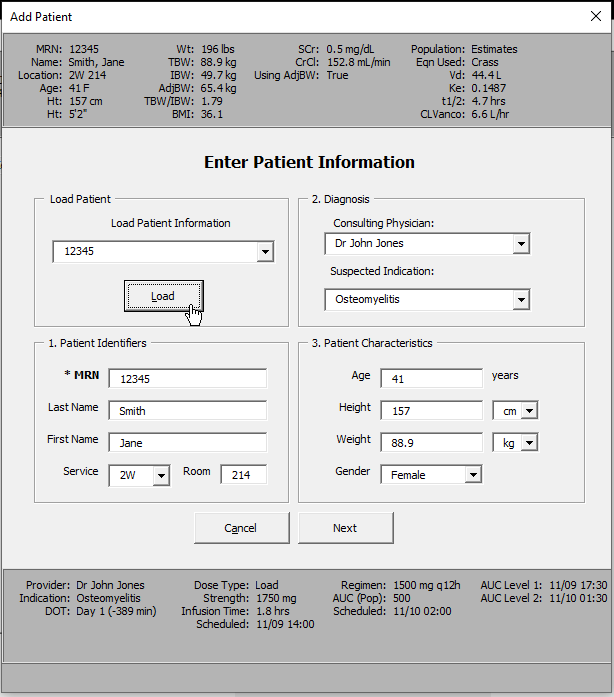 Add Patient
MRN: 12345
Name: Smith, Jane
Location: 2W 214
Age: 41 F
Ht: 157 cm
Ht: 5'2"
Wt: 196 lbs
TBW: 88.9 kg
IBW: 49.7 kg
AdjBW: 65.4 kg
TBW/IBW: 1.79
BMI: 36.1
SCr: 0.5 mg/dL
CrCl: 152.8 mL/min
Using AdjBW: True
Population: Estimates
Eqn Used: Crass
Vd: 44.4 L
Ke: 0.1487
t1/2: 4.7 hrs
CLVanco: 6.6 L/hr
Enter Patient Information
Load Patient
Load Patient Information
12345
Load
2. Diagnosis
Consulting Physician:
Dr John Jones
Suspected Indication:
Osteomyelitis
1. Patient Identifiers
* MRN 12345
Last Name Smith
First Name Jane
Service 2W Room 214
3. Patient Characteristics
Age 41 years
Height 157 cm
Weight 88.9 kg
Gender Female
Cancel Next
Provider: Dr John Jones
Indication: Osteomyelitis
DOT: Day 1 (-389 min)
Dose Type: Load
Strength: 1750 mg
Infusion Time: 1.8 hrs
Scheduled: 11/09 14:00
Regimen: 1500 mg q12h
AUC (Pop): 500
Scheduled: 11/10 02:00
AUC Level 1: 11/09 17:30
AUC Level 2: 11/10 01:30